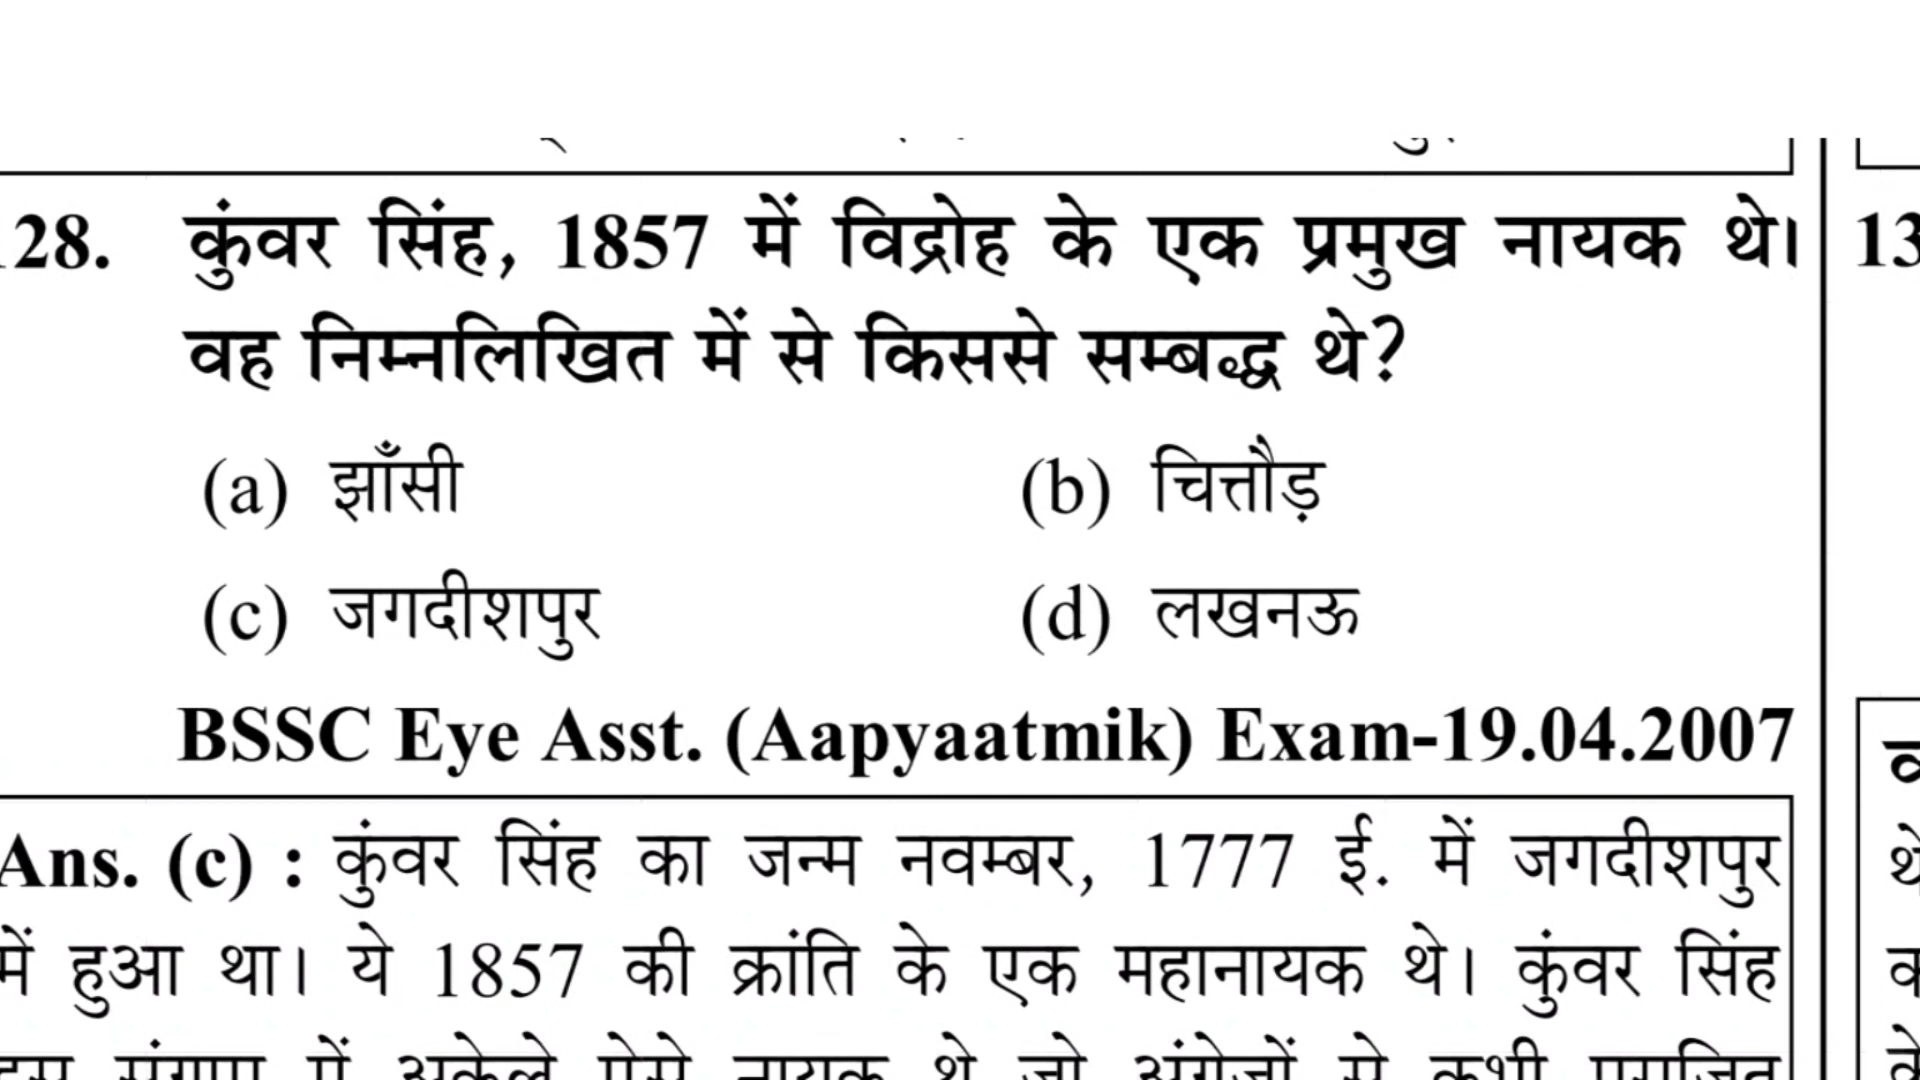 28. कुंवर सिंह, 1857 में विद्रोह के एक प्रमुख नायक थे।
वह निम्नलिखित में से किससे सम्बद्ध थे?
(a) झाँसी (b) चित्तौड़
(c) जगदीशपुर (d) लखनऊ
BSSC Eye Asst. (Aapyaatmik) Exam-19.04.2007
Ans. (c) : कुंवर सिंह का जन्म नवम्बर, 1777 ई. में जगदीशपुर
में हुआ था। ये 1857 की क्रांति के एक महानायक थे। कुंवर सिंह
13